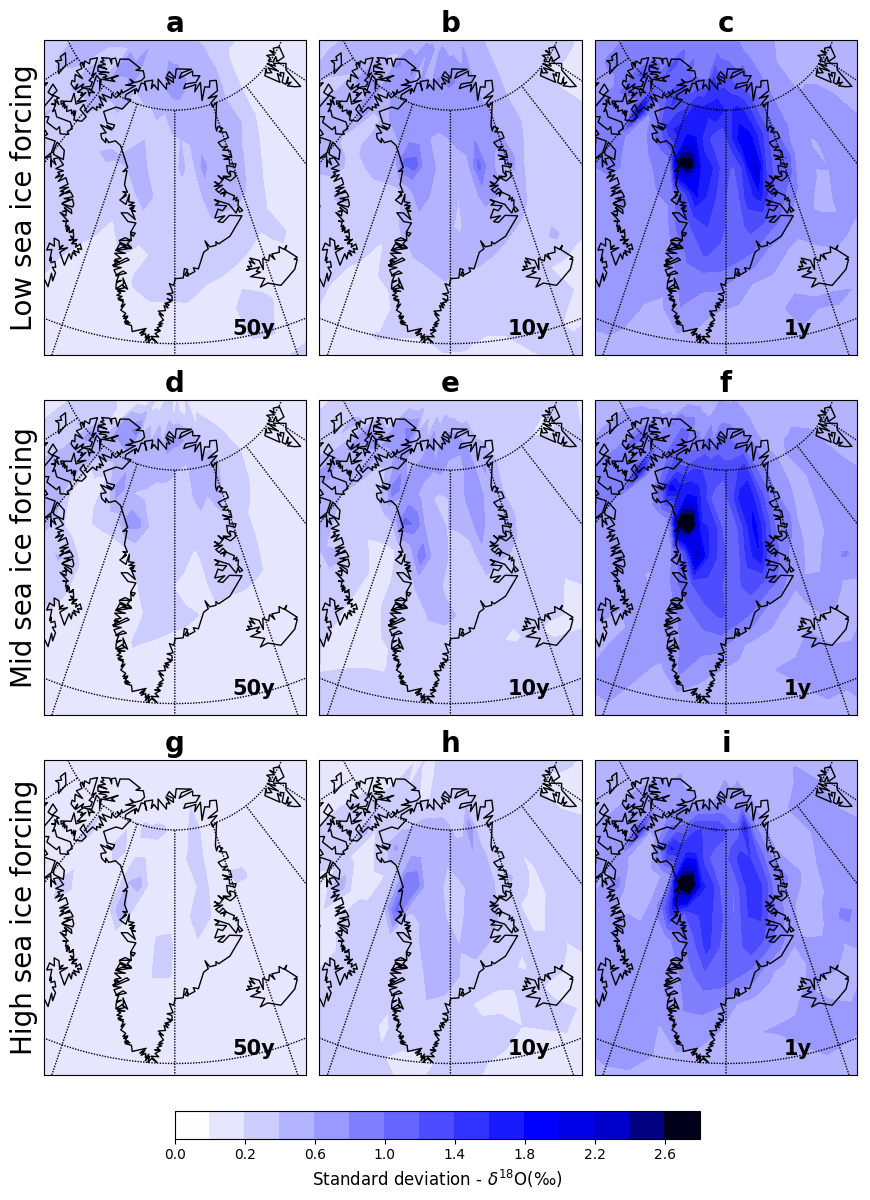 a b c
Low sea ice forcing
50y 10y 1y
d e f
Mid sea ice forcing
50y 10y 1y
g h i
High sea ice forcing
50y 10y 1y
0.0 0.2 0.6 1.0 1.4 1.8 2.2 2.6
Standard deviation - δ¹⁸O(‰)